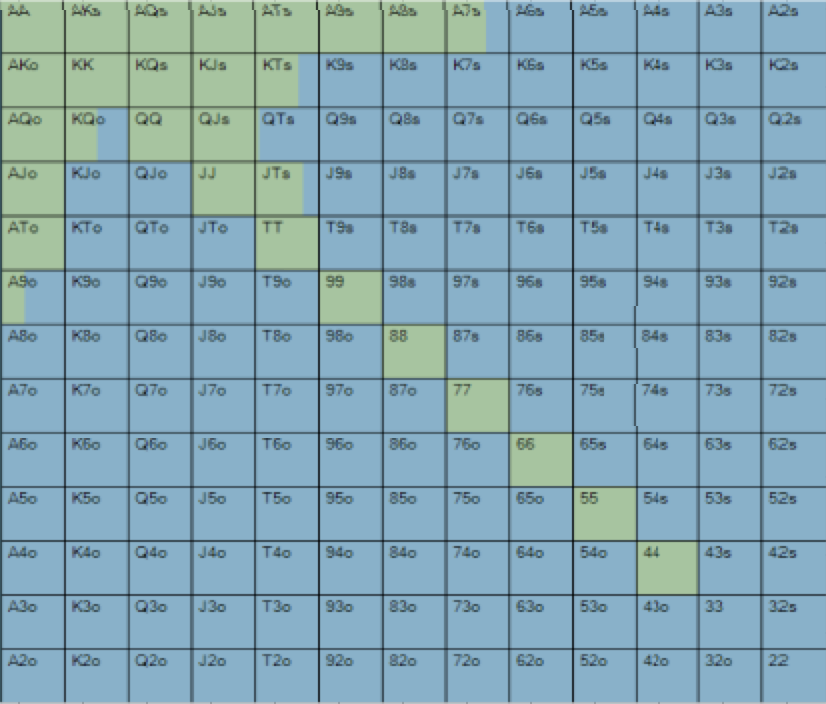 AA AKs AQs AJs ATs A9s A8s A7s A6s A5s A4s A3s A2s
AKo KK KQs KJs KTs K9s K8s K7s K6s K5s K4s K3s K2s
AQo KQo QQ QJs QTs Q9s Q8s Q7s Q6s Q5s Q4s Q3s Q2s
AJo KJo QJo JJ JTs J9s J8s J7s J6s J5s J4s J3s J2s
ATo KTo QTo JTo TT T9s T8s T7s T6s T5s T4s T3s T2s
A9o K9o Q9o J9o T9o 99 98s 97s 96s 95s 94s 93s 92s
A8o K8o Q8o J8o T8o 98o 88 87s 86s 85s 84s 83s 82s
A7o K7o Q7o J7o T7o 97o 87o 77 76s 75s 74s 73s 72s
A6o K6o Q6o J6o T6o 96o 86o 76o 66 65s 64s 63s 62s
A5o K5o Q5o J5o T5o 95o 85o 75o 65o 55 54s 53s 52s
A4o K4o Q4o J4o T4o 94o 84o 74o 64o 54o 44 43s 42s
A3o K3o Q3o J3o T3o 93o 83o 73o 63o 53o 43o 33 32s
A2o K2o Q2o J2o T2o 92o 82o 72o 62o 52o 42o 32o 22